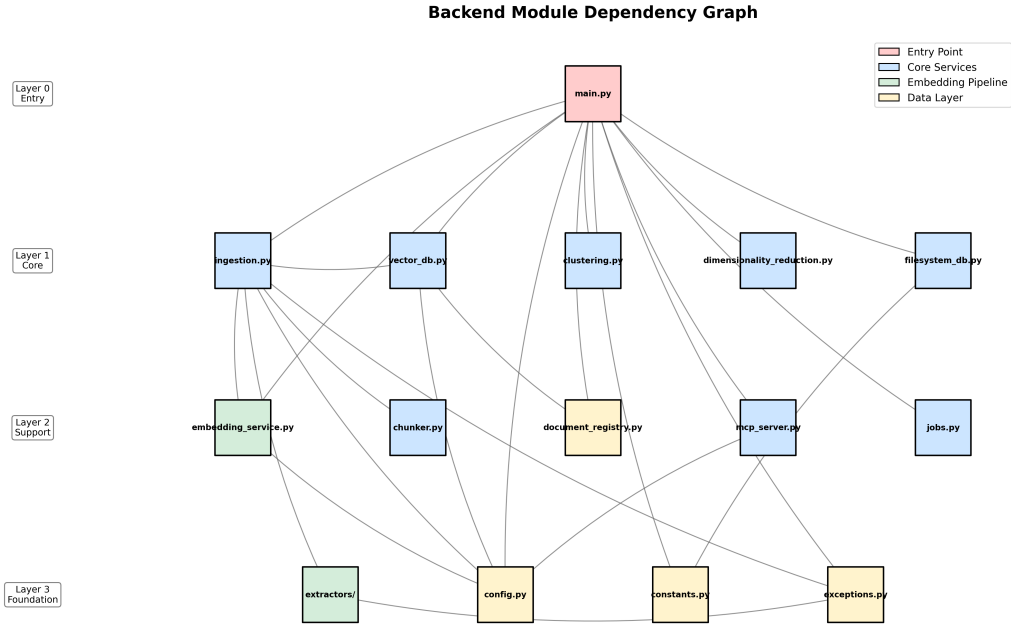 Backend Module Dependency Graph
Entry Point
Core Services
Embedding Pipeline
Data Layer
Layer 0
Entry
main.py
Layer 1
Core
ingestion.py
vector_db.py
clustering.py
dimensionality_reduction.py
filesystem_db.py
Layer 2
Support
embedding_service.py
chunker.py
document_registry.py
mcp_server.py
jobs.py
Layer 3
Foundation
extractors/
config.py
constants.py
exceptions.py